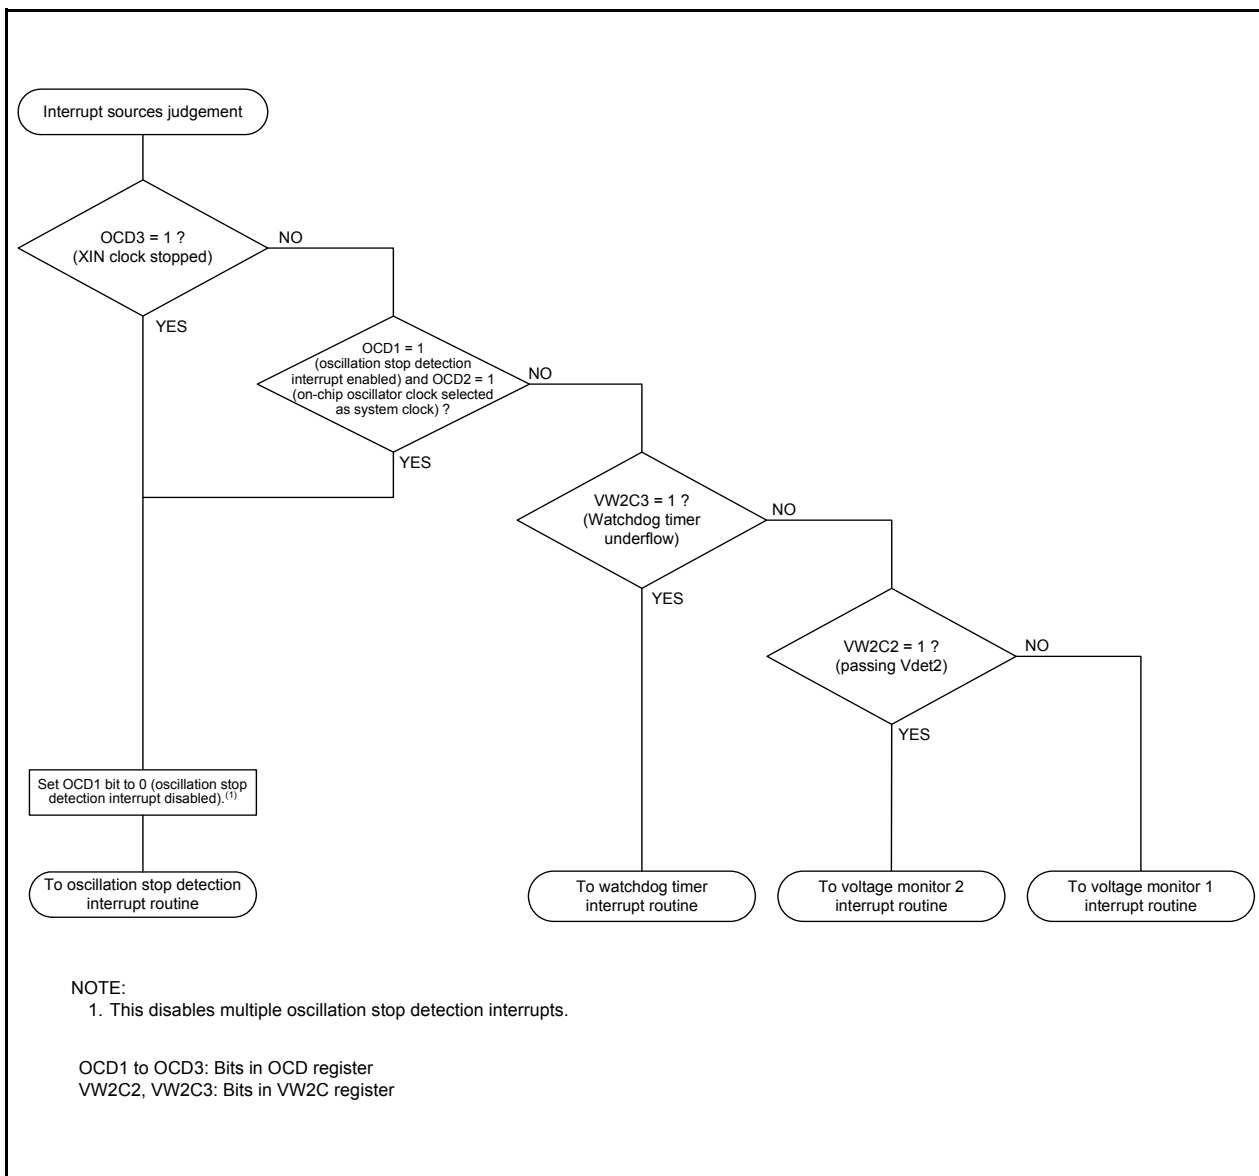 Interrupt sources judgement
OCD3 = 1 ?
(XIN clock stopped)
NO
YES
OCD1 = 1
(oscillation stop detection
interrupt enabled) and OCD2 = 1
(on-chip oscillator clock selected
as system clock) ?
NO
YES
VW2C3 = 1 ?
(Watchdog timer
underflow)
NO
YES
VW2C2 = 1 ?
(passing Vdet2)
NO
YES
Set OCD1 bit to 0 (oscillation stop
detection interrupt disabled).(1)
To oscillation stop detection
interrupt routine
To watchdog timer
interrupt routine
To voltage monitor 2
interrupt routine
To voltage monitor 1
interrupt routine
NOTE:
1. This disables multiple oscillation stop detection interrupts.
OCD1 to OCD3: Bits in OCD register
VW2C2, VW2C3: Bits in VW2C register